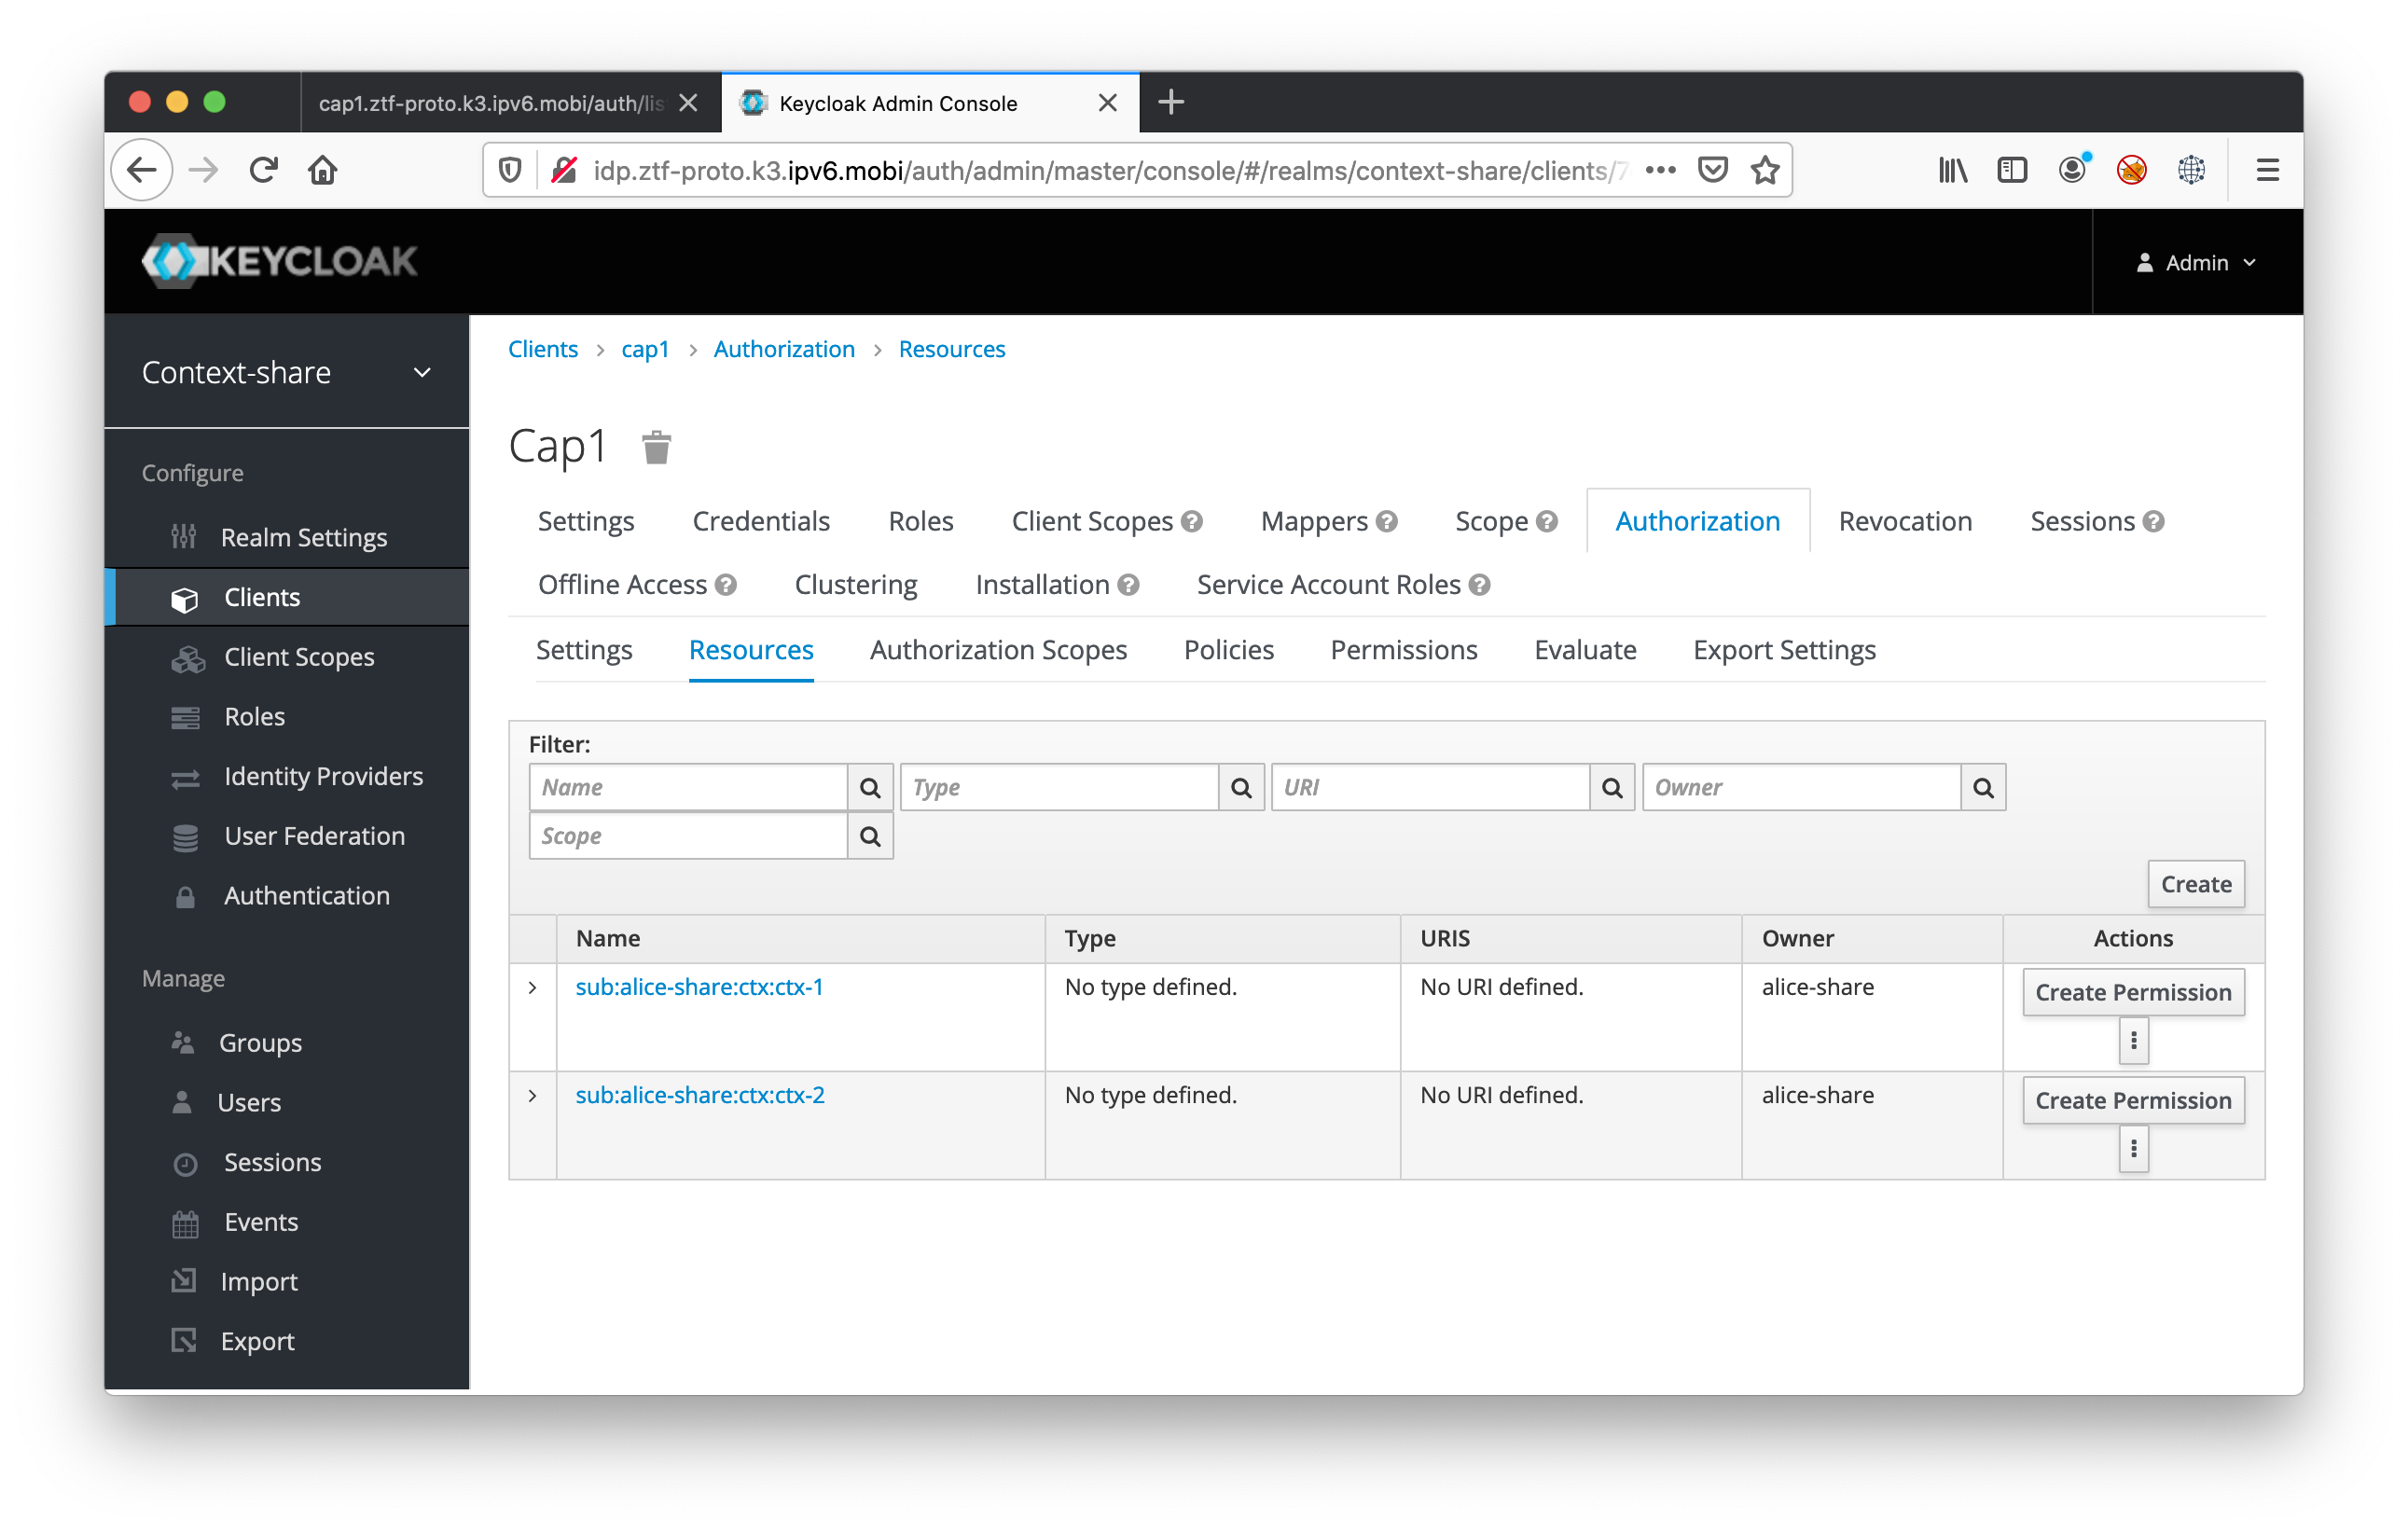 cap1.ztf-proto.k3.ipv6.mobi/auth/lis
Keycloak Admin Console
idp.ztf-proto.k3.ipv6.mobi/auth/admin/master/console/#/realms/context-share/clients/7
KEYCLOAK
Admin
Context-share
Configure
Realm Settings
Clients
Client Scopes
Roles
Identity Providers
User Federation
Authentication
Manage
Groups
Users
Sessions
Events
Import
Export
Clients > cap1 > Authorization > Resources
Cap1
Settings Credentials Roles Client Scopes Mappers Scope Authorization Revocation Sessions
Offline Access Clustering Installation Service Account Roles
Settings Resources Authorization Scopes Policies Permissions Evaluate Export Settings
Filter:
Name Type URI Owner
Scope
Create
Name Type URIS Owner Actions
sub:alice-share:ctx:ctx-1 No type defined. No URI defined. alice-share Create Permission
sub:alice-share:ctx:ctx-2 No type defined. No URI defined. alice-share Create Permission